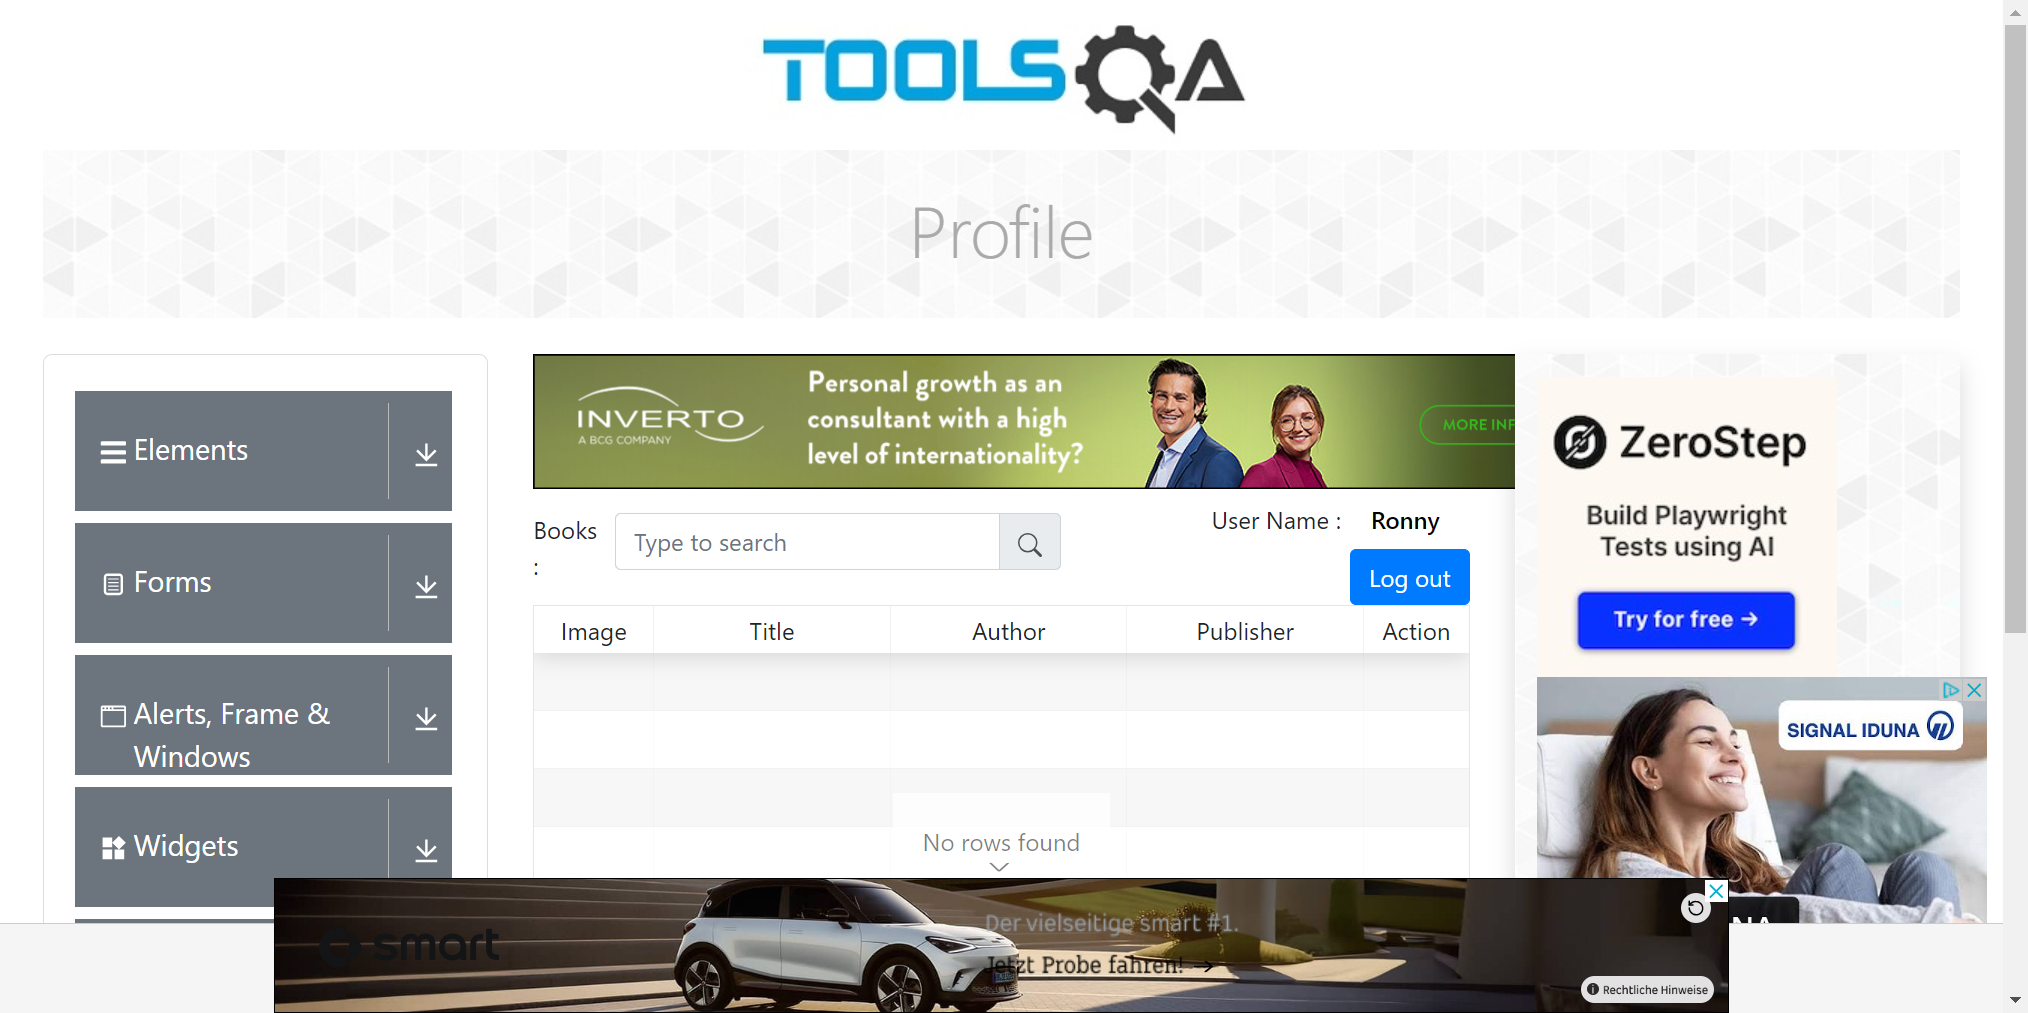 TOOLSQA
Profile
Elements
Forms
Alerts, Frame &
Windows
Widgets
INVERTO
A BCG COMPANY
Personal growth as an
consultant with a high
level of internationality?
MORE INF
Books
:
Type to search
User Name :
Ronny
Log out
Image
Title
Author
Publisher
Action
No rows found
ZeroStep
Build Playwright
Tests using AI
Try for free →
SIGNAL IDUNA
NA
smart
Der vielseitige smart #1.
Jetzt Probe fahren! →
Rechtliche Hinweise